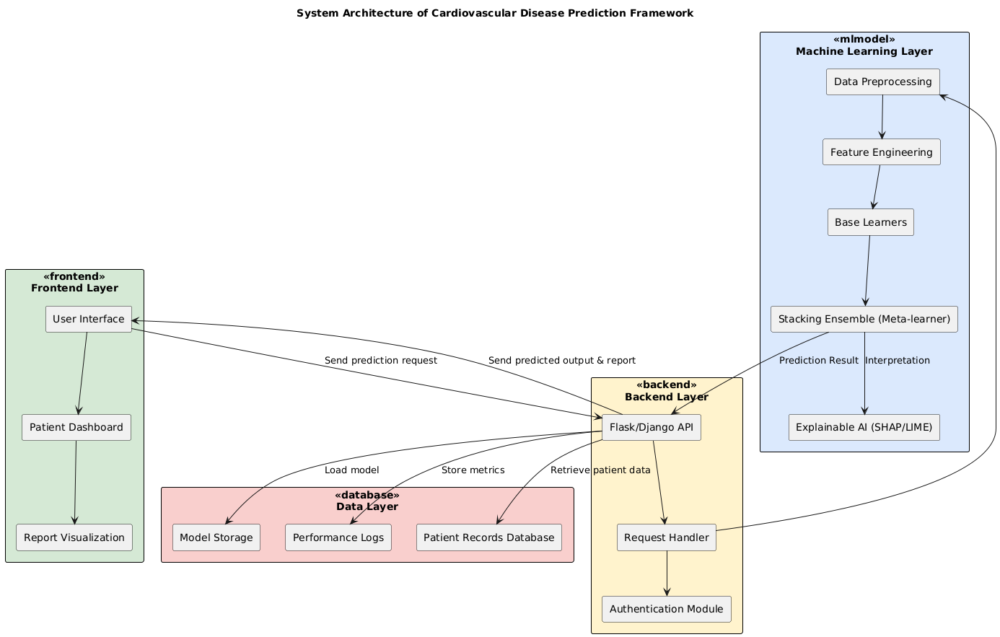 System Architecture of Cardiovascular Disease Prediction Framework
«mlmodel»
Machine Learning Layer
Data Preprocessing
Feature Engineering
Base Learners
Stacking Ensemble (Meta-learner)
Prediction Result
Interpretation
Explainable AI (SHAP/LIME)
«frontend»
Frontend Layer
User Interface
Send prediction request
Send predicted output & report
Patient Dashboard
Report Visualization
«backend»
Backend Layer
Flask/Django API
Load model
Store metrics
Retrieve patient data
«database»
Data Layer
Model Storage
Performance Logs
Patient Records Database
Request Handler
Authentication Module